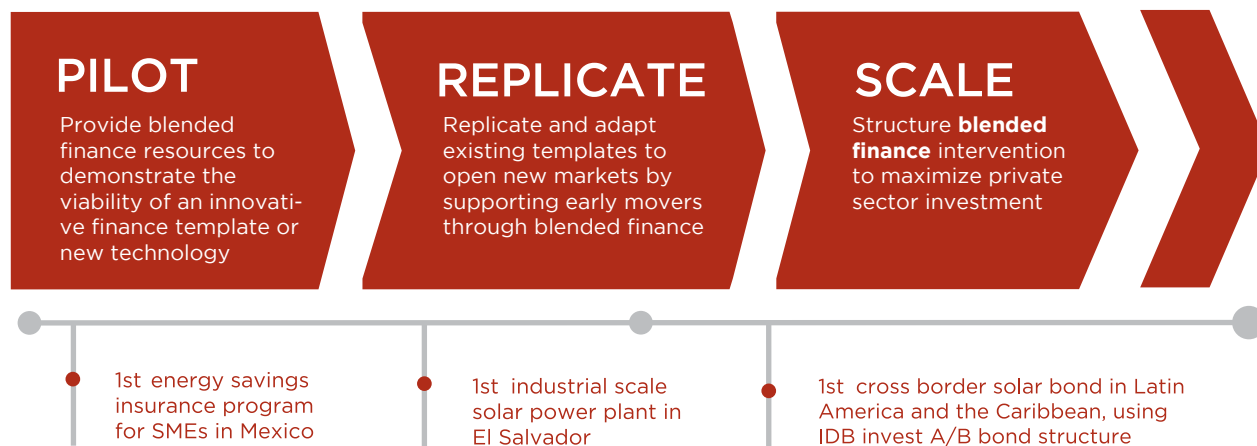 PILOT
Provide blended
finance resources to
demonstrate the
viability of an innovati-
ve finance template or
new technology
REPLICATE
Replicate and adapt
existing templates to
open new markets by
supporting early movers
through blended finance
SCALE
Structure blended
finance intervention
to maximize private
sector investment
1st energy savings
insurance program
for SMEs in Mexico
1st industrial scale
solar power plant in
El Salvador
1st cross border solar bond in Latin
America and the Caribbean, using
IDB invest A/B bond structure